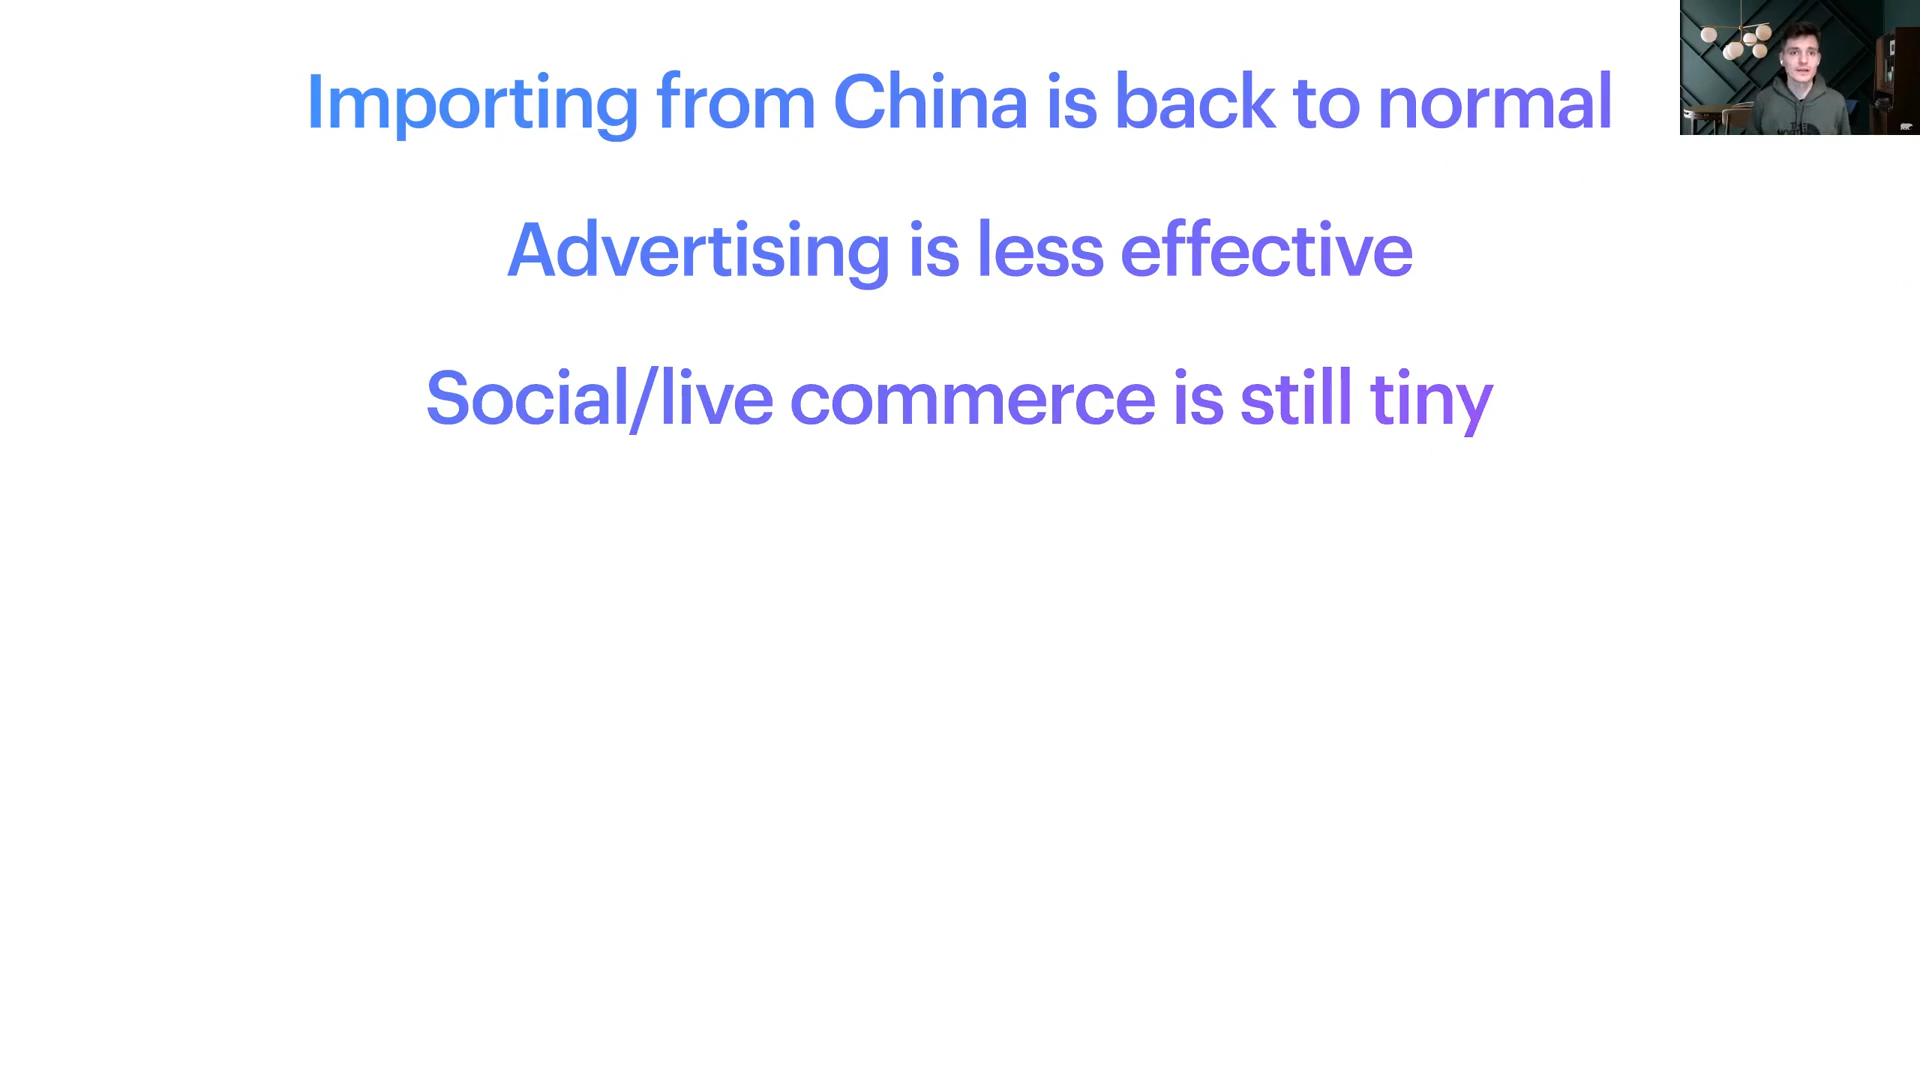 Importing from China is back to normal
Advertising is less effective
Social/live commerce is still tiny